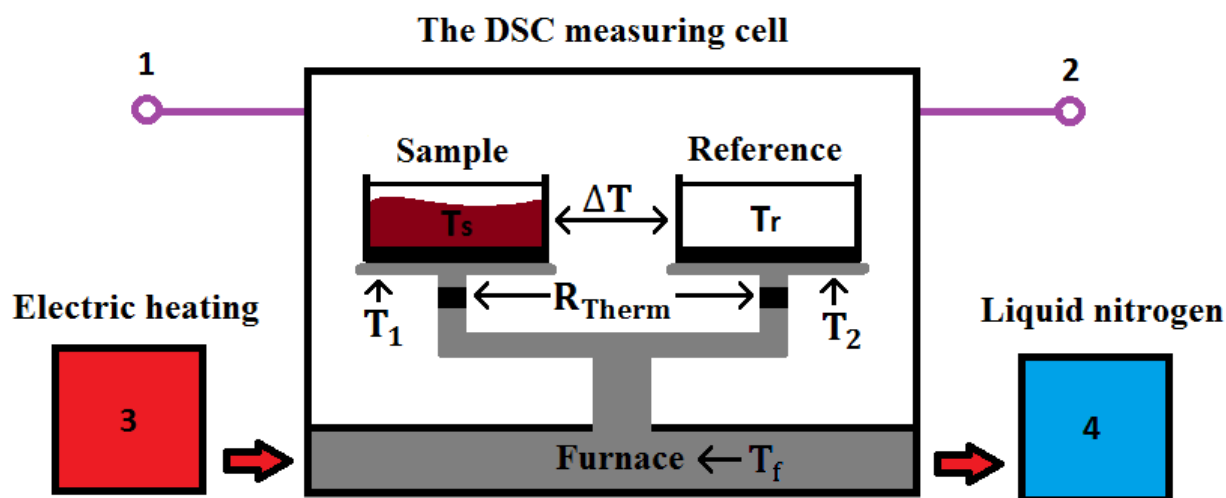 The DSC measuring cell
1
2
Sample
Reference
ΔT
Ts
Tr
Electric heating
T1
RTherm
T2
Liquid nitrogen
3
4
Furnace
Tf